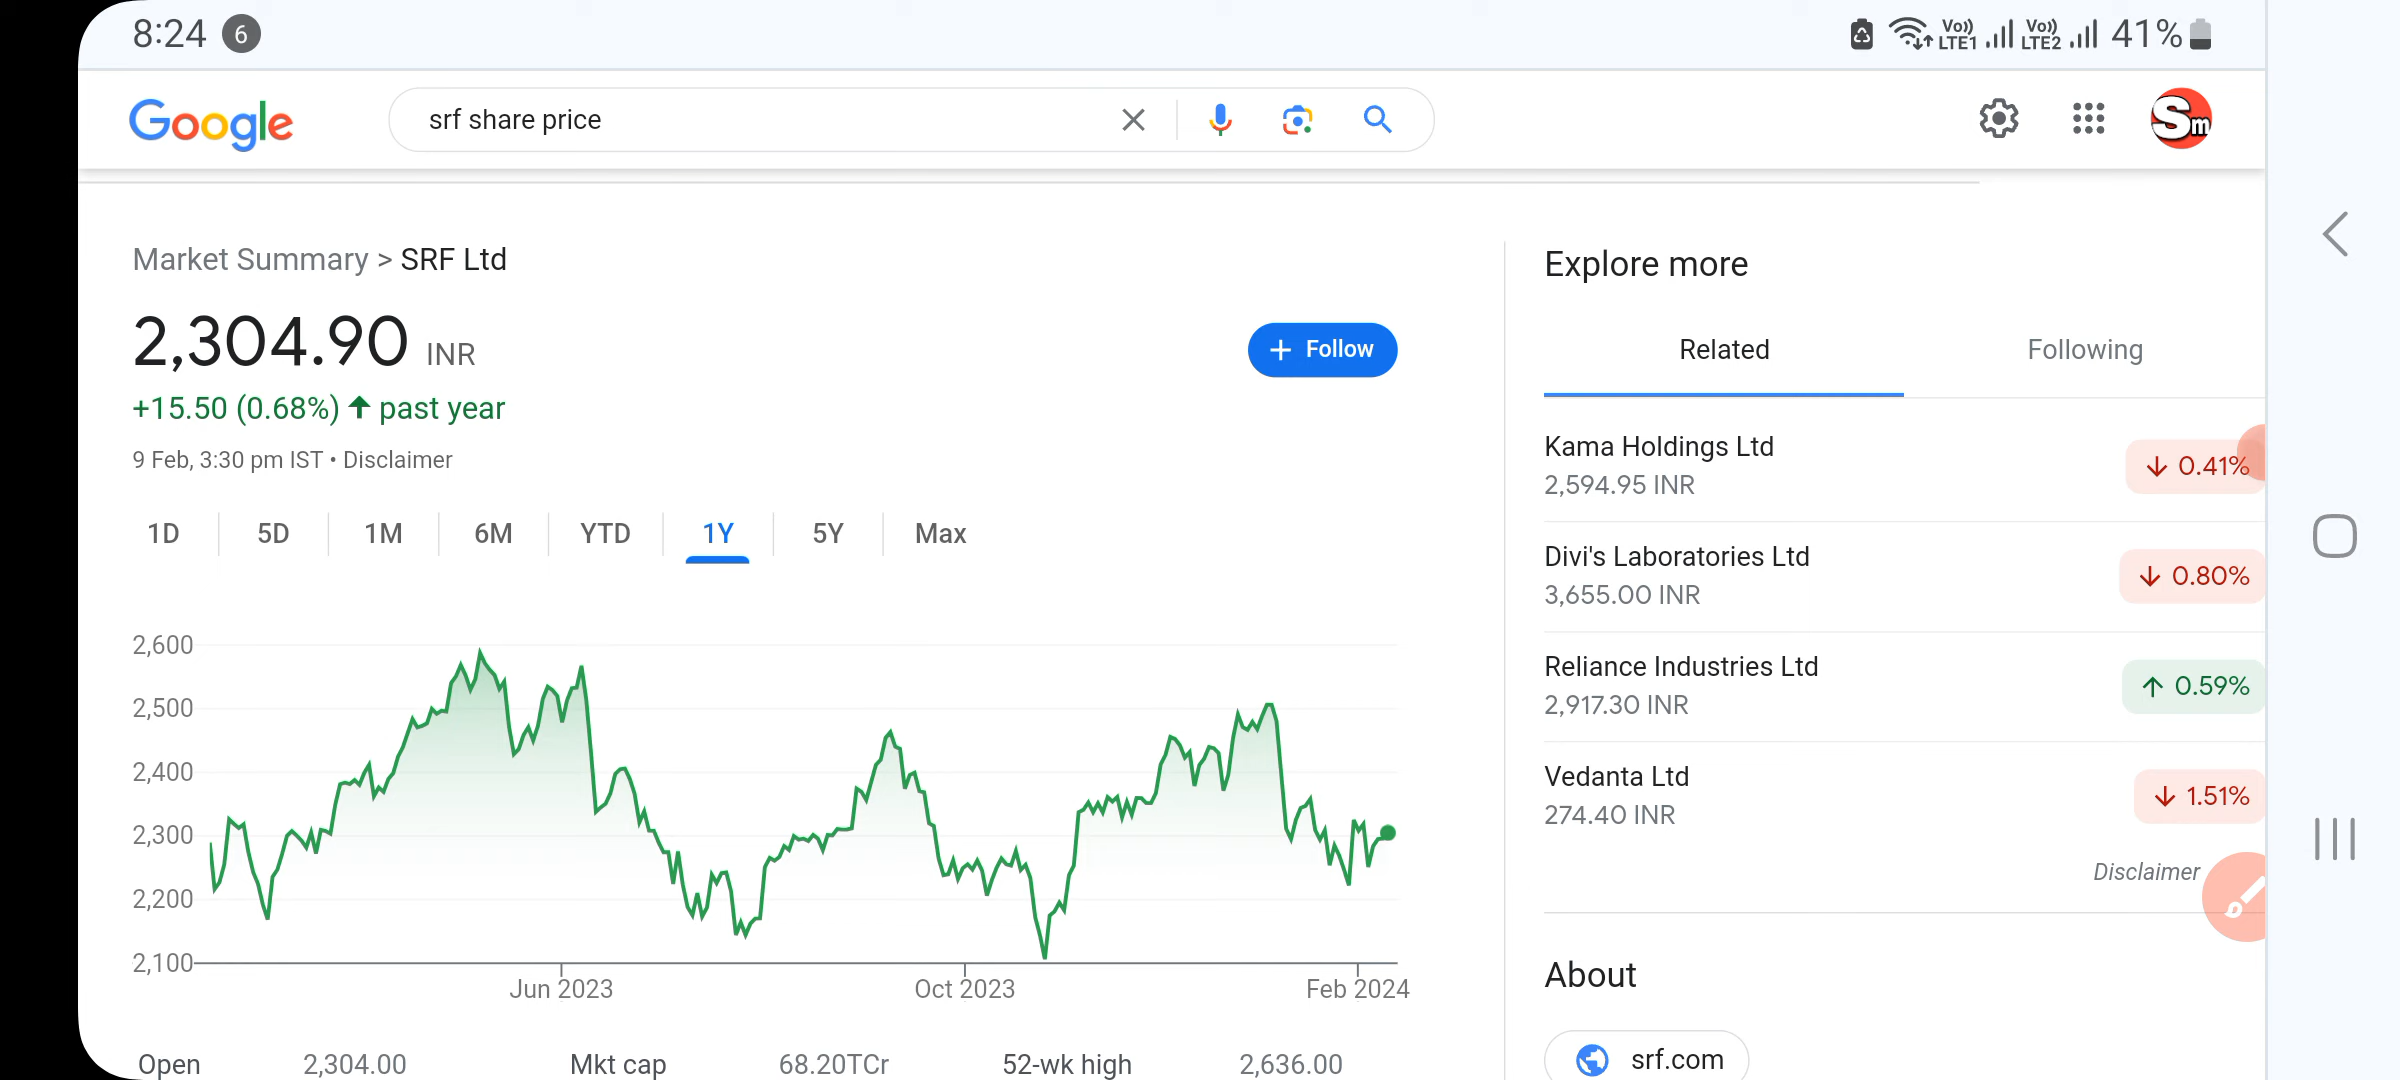 8:24 6
Vo)) LTE1 Vo)) LTE2 41%
Google
srf share price
Sm
Market Summary > SRF Ltd
2,304.90 INR
+ Follow
+15.50 (0.68%) ↑ past year
9 Feb, 3:30 pm IST • Disclaimer
1D 5D 1M 6M YTD 1Y 5Y Max
2,600
2,500
2,400
2,300
2,200
2,100
Jun 2023 Oct 2023 Feb 2024
Open 2,304.00 Mkt cap 68.20TCr 52-wk high 2,636.00
Explore more
Related Following
Kama Holdings Ltd
2,594.95 INR
↓ 0.41%
Divi's Laboratories Ltd
3,655.00 INR
↓ 0.80%
Reliance Industries Ltd
2,917.30 INR
↑ 0.59%
Vedanta Ltd
274.40 INR
↓ 1.51%
Disclaimer
About
srf.com